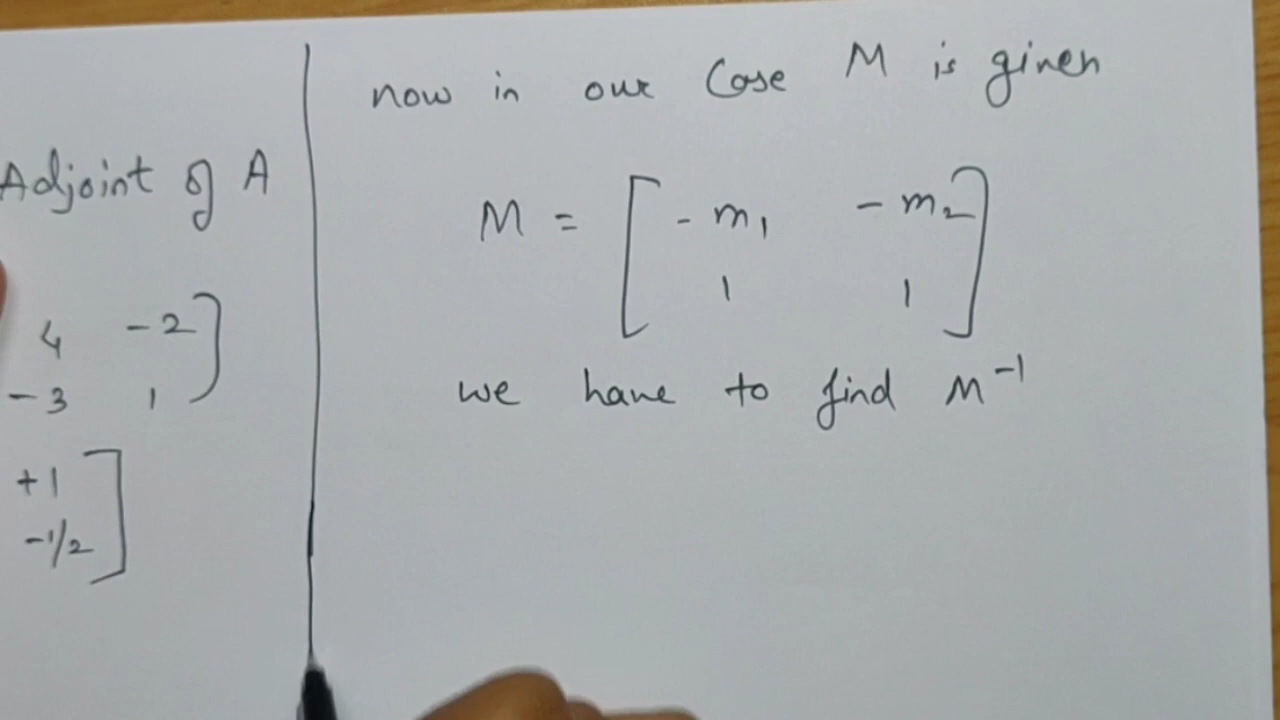 Adjoint of A
4 -2
-3 1
+1
-1/2
now in our Case M is given
M = [ -m₁ -m₂
1 1 ]
we have to find M⁻¹